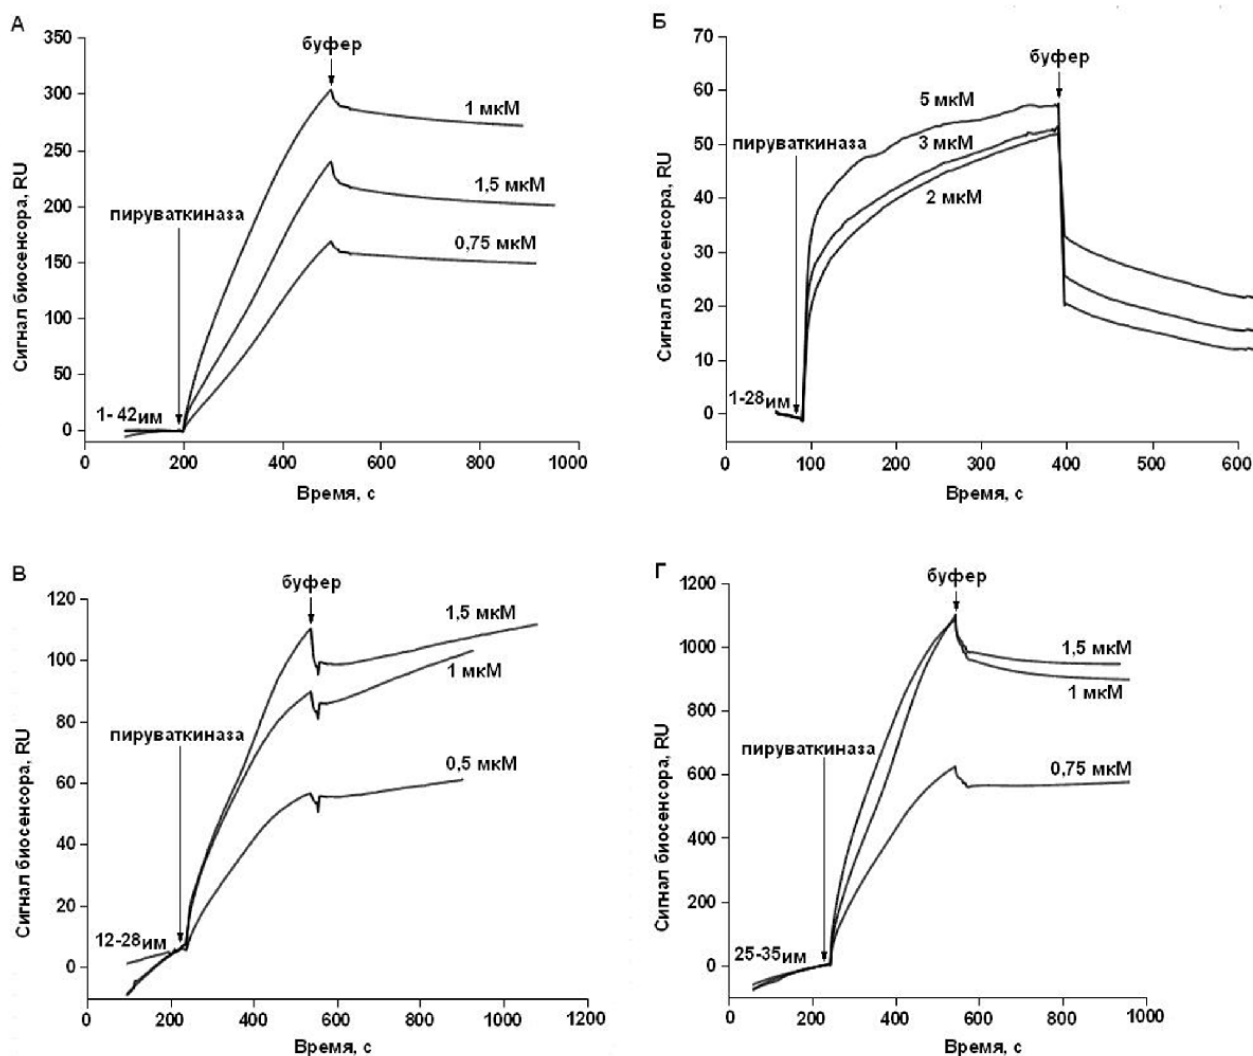 А
Сигнал биосенсора, RU
350
300
250
200
150
100
50
0
буфер
1 мкМ
пируваткиназа
1,5 мкМ
0,75 мкМ
1- 42им
0 200 400 600 800 1000
Время, с
Б
Сигнал биосенсора, RU
70
60
50
40
30
20
10
0
буфер
5 мкМ
пируваткиназа
3 мкМ
2 мкМ
1-28им
0 100 200 300 400 500 600
Время, с
В
Сигнал биосенсора, RU
120
100
80
60
40
20
0
буфер
1,5 мкМ
1 мкМ
пируваткиназа
0,5 мкМ
12-28им
0 200 400 600 800 1000 1200
Время, с
Г
Сигнал биосенсора, RU
1200
1000
800
600
400
200
0
буфер
1,5 мкМ
1 мкМ
пируваткиназа
0,75 мкМ
25-35им
0 200 400 600 800 1000
Время, с